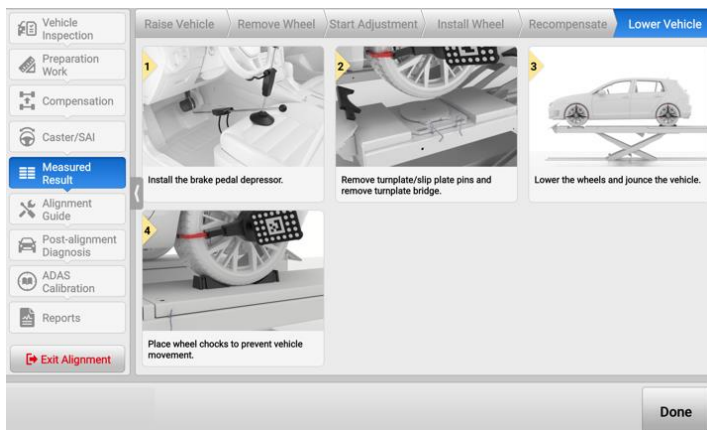 Vehicle
Inspection
Preparation
Work
Compensation
Caster/SAI
Measured
Result
Alignment
Guide
Post-alignment
Diagnosis
ADAS
Calibration
Reports
Exit Alignment
Raise Vehicle
Remove Wheel
Start Adjustment
Install Wheel
Recompensate
Lower Vehicle
1
Install the brake pedal depressor.
2
Remove turnplate/slip plate pins and
remove turnplate bridge.
3
Lower the wheels and jounce the vehicle.
4
Place wheel chocks to prevent vehicle
movement.
Done